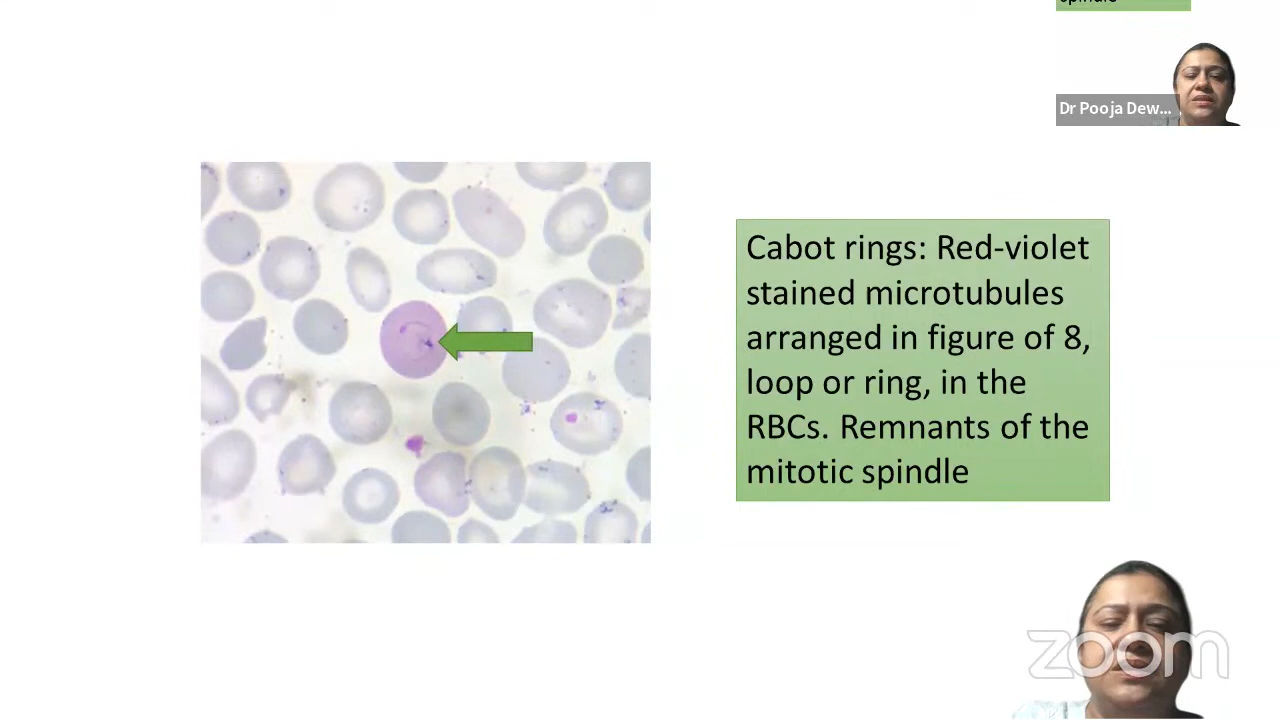 spindle
Dr Pooja Dew...
Cabot rings: Red-violet
stained microtubules
arranged in figure of 8,
loop or ring, in the
RBCs. Remnants of the
mitotic spindle
zoom